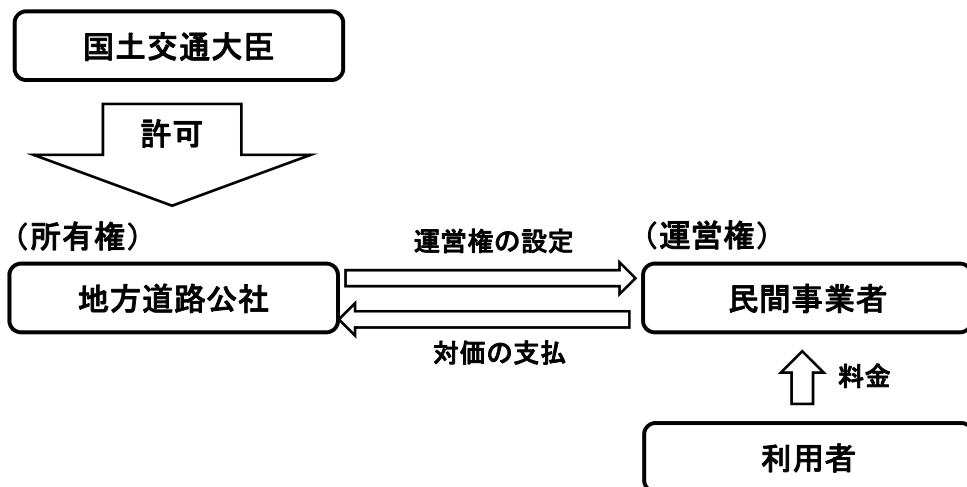 国土交通大臣
許可
（所有権）
運営権の設定
（運営権）
地方道路公社
民間事業者
対価の支払
料金
利用者